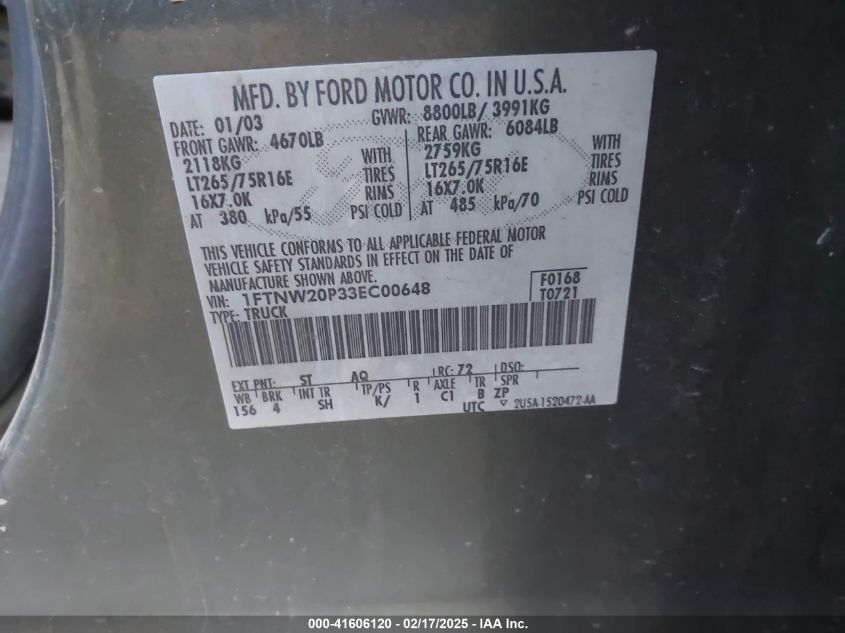 MFD. BY FORD MOTOR CO. IN U.S.A.
DATE: 01/03 GVWR: 8800LB/ 3991KG
FRONT GAWR: 4670LB REAR GAWR: 6084LB
2118KG WITH 2759KG WITH
LT265/75R16E TIRES LT265/75R16E TIRES
16X7.0K RIMS 16X7.0K RIMS
AT 380 kPa/55 PSI COLD AT 485 kPa/70 PSI COLD
THIS VEHICLE CONFORMS TO ALL APPLICABLE FEDERAL MOTOR
VEHICLE SAFETY STANDARDS IN EFFECT ON THE DATE OF
MANUFACTURE SHOWN ABOVE.
VIN: 1FTNW20P33EC00648 F0168
TYPE: TRUCK T0721
EXT PNT: ST AQ RC: 72 DSO:
WB BRK INT TR TP/PS R AXLE TR SPR
156 4 SH K/ 1 C1 B ZP
UTC ▽ 2U5A-1520472-AA
000-41606120 - 02/17/2025 - IAA Inc.